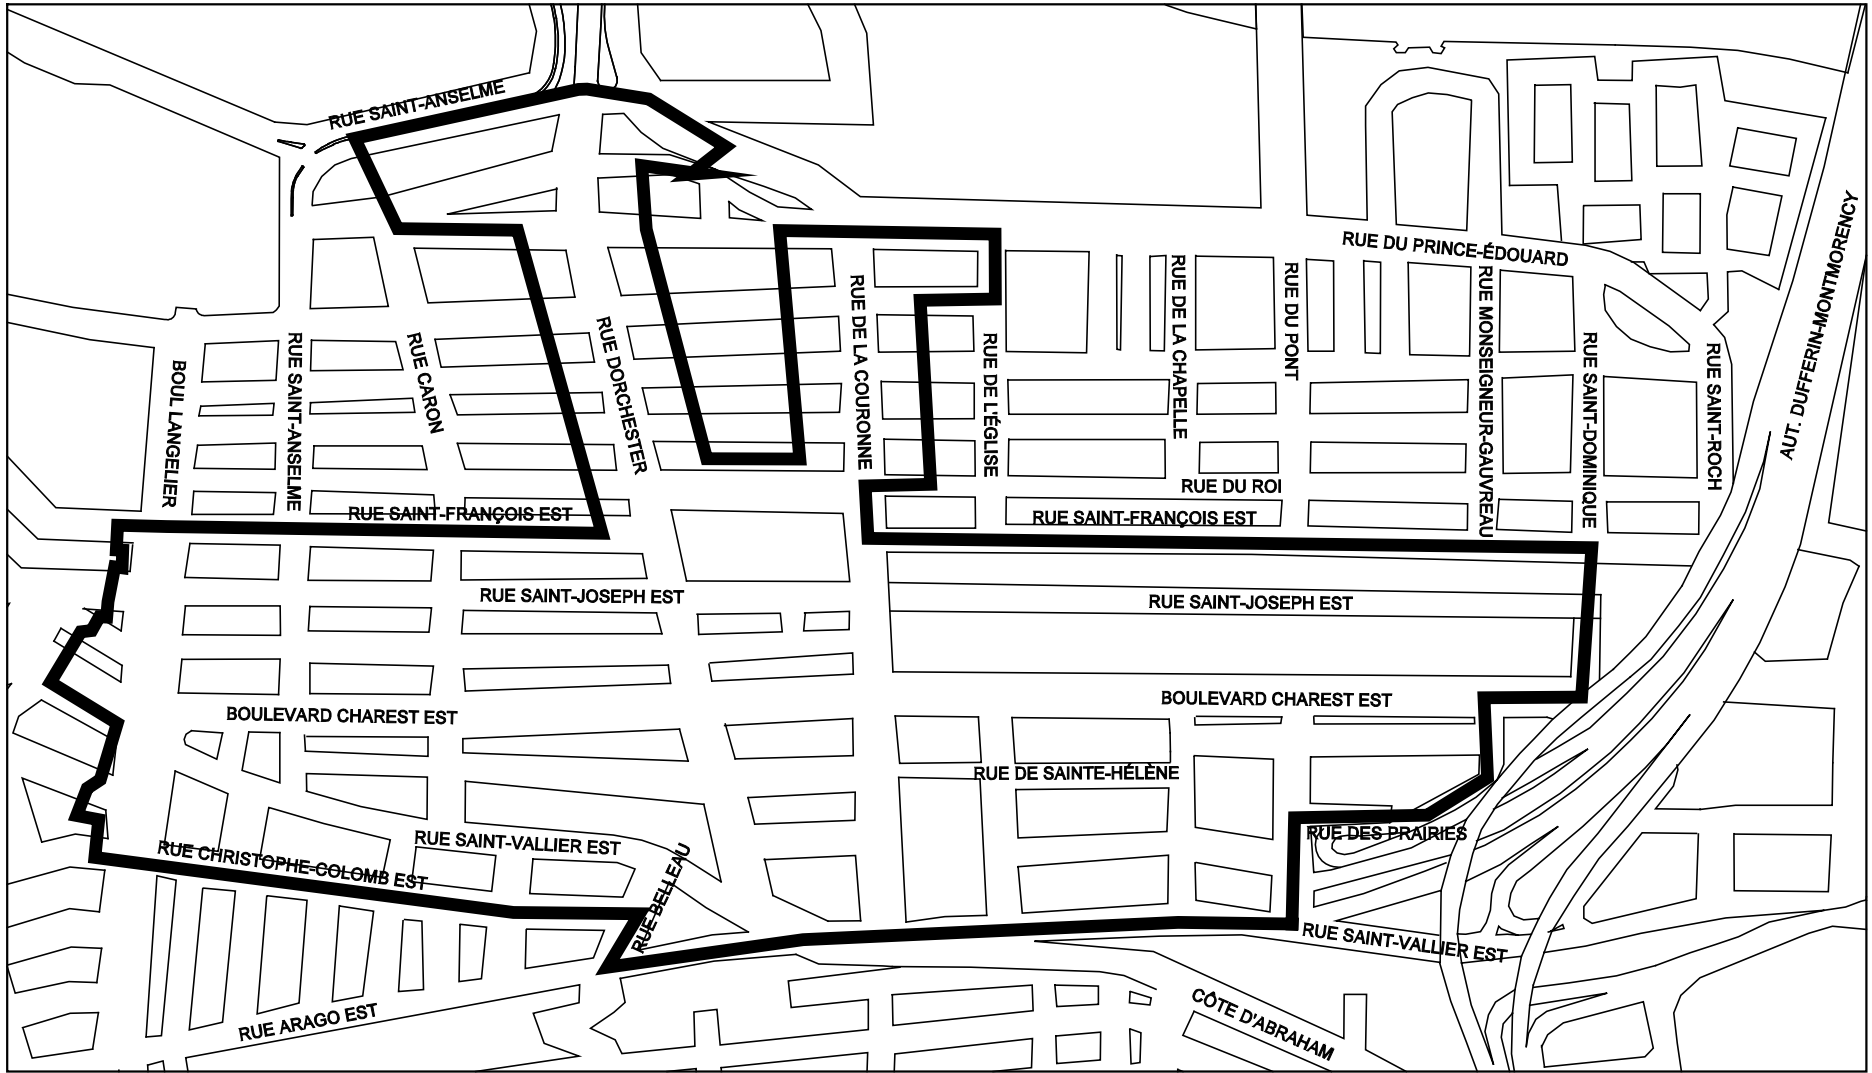 RUE SAINT-ANSELME
RUE DU PRINCE-ÉDOUARD
AUT. DUFFERIN-MONTMORENCY
RUE DE LA CHAPELLE
RUE DU PONT
RUE MONSEIGNEUR-GAUVREAU
RUE DE LA COURONNE
RUE DORCHESTER
BOUL LANGELIER
RUE SAINT-ANSELME
RUE CARON
RUE DE L'ÉGLISE
RUE SAINT-DOMINIQUE
RUE SAINT-ROCH
RUE DU ROI
RUE SAINT-FRANÇOIS EST
RUE SAINT-FRANÇOIS EST
RUE SAINT-JOSEPH EST
RUE SAINT-JOSEPH EST
BOULEVARD CHAREST EST
BOULEVARD CHAREST EST
RUE DE SAINTE-HÉLÈNE
RUE DES PRAIRIES
RUE SAINT-VALLIER EST
RUE CHRISTOPHE-COLOMB EST
RUE BELLEAU
RUE SAINT-VALLIER EST
CÔTE D'ABRAHAM
RUE ARAGO EST